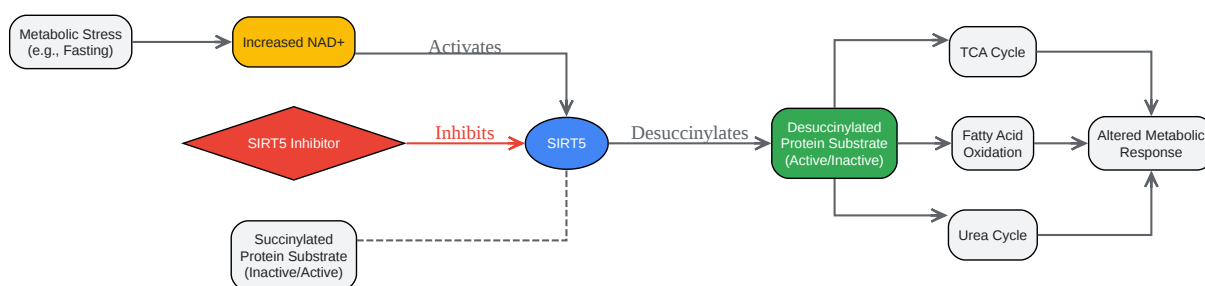 Metabolic Stress
(e.g., Fasting)
Increased NAD+
Activates
SIRT5 Inhibitor
Inhibits
SIRT5
Desuccinylates
Succinylated
Protein Substrate
(Inactive/Active)
Desuccinylated
Protein Substrate
(Active/Inactive)
TCA Cycle
Fatty Acid
Oxidation
Urea Cycle
Altered Metabolic
Response